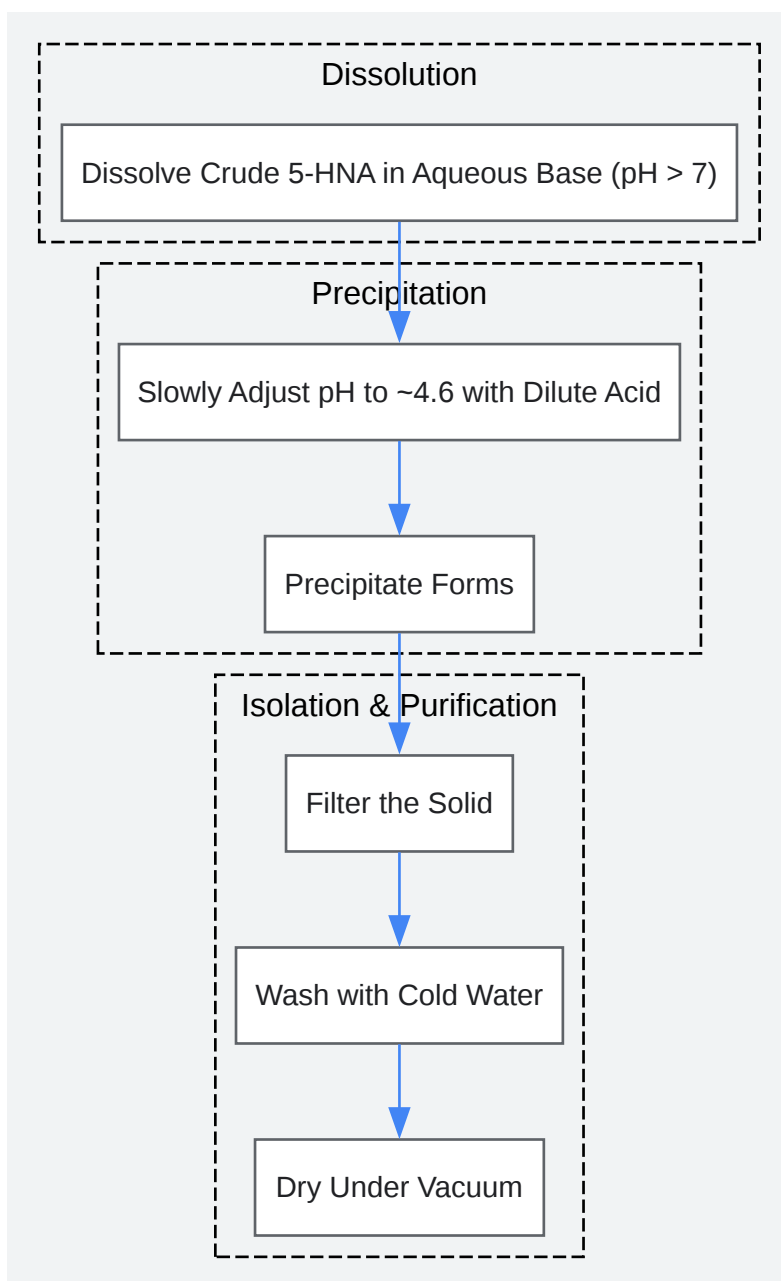 Dissolution
Dissolve Crude 5-HNA in Aqueous Base (pH > 7)
Precipitation
Slowly Adjust pH to ~4.6 with Dilute Acid
Precipitate Forms
Isolation & Purification
Filter the Solid
Wash with Cold Water
Dry Under Vacuum